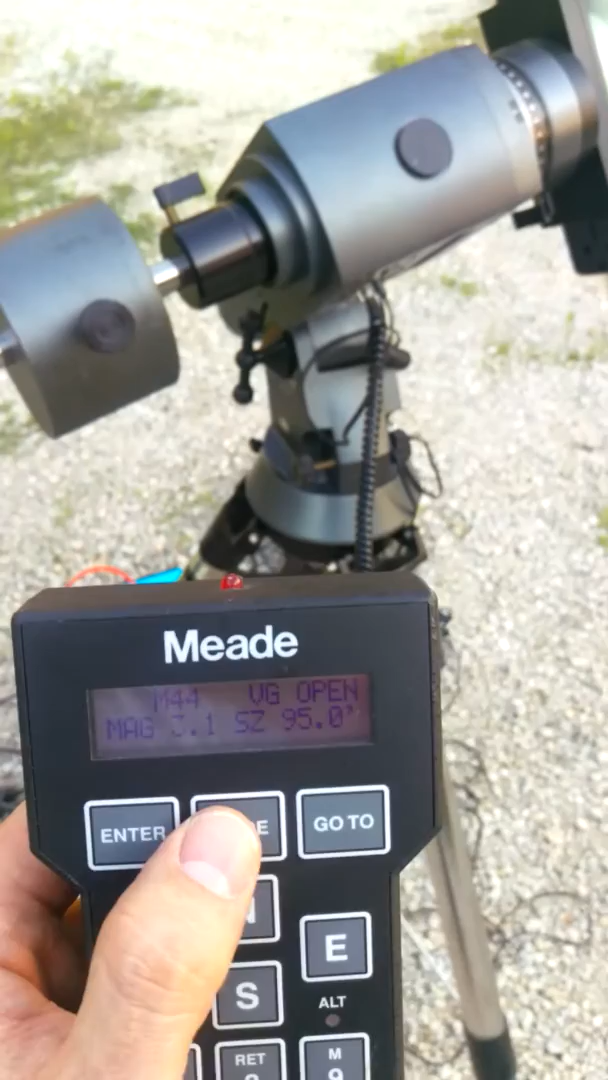 Meade
M44 VG OPEN
MAG 3.1 SZ 95.0'
ENTER
GO TO
N
E
S
ALT
RET
M
9